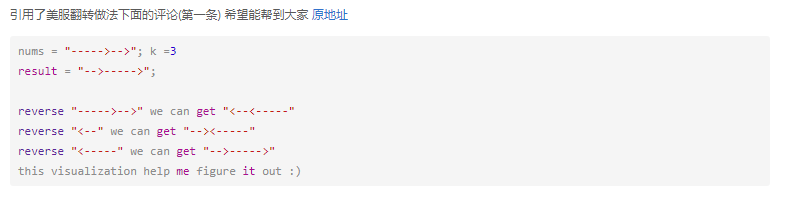 引用了美服翻转做法下面的评论(第一条) 希望能帮到大家 原地址
nums = "----->-->"; k =3
result = "-->----->";
reverse "----->-->" we can get "<--<-----"
reverse "<--" we can get "--><-----"
reverse "<-----" we can get "-->----->"
this visualization help me figure it out :)